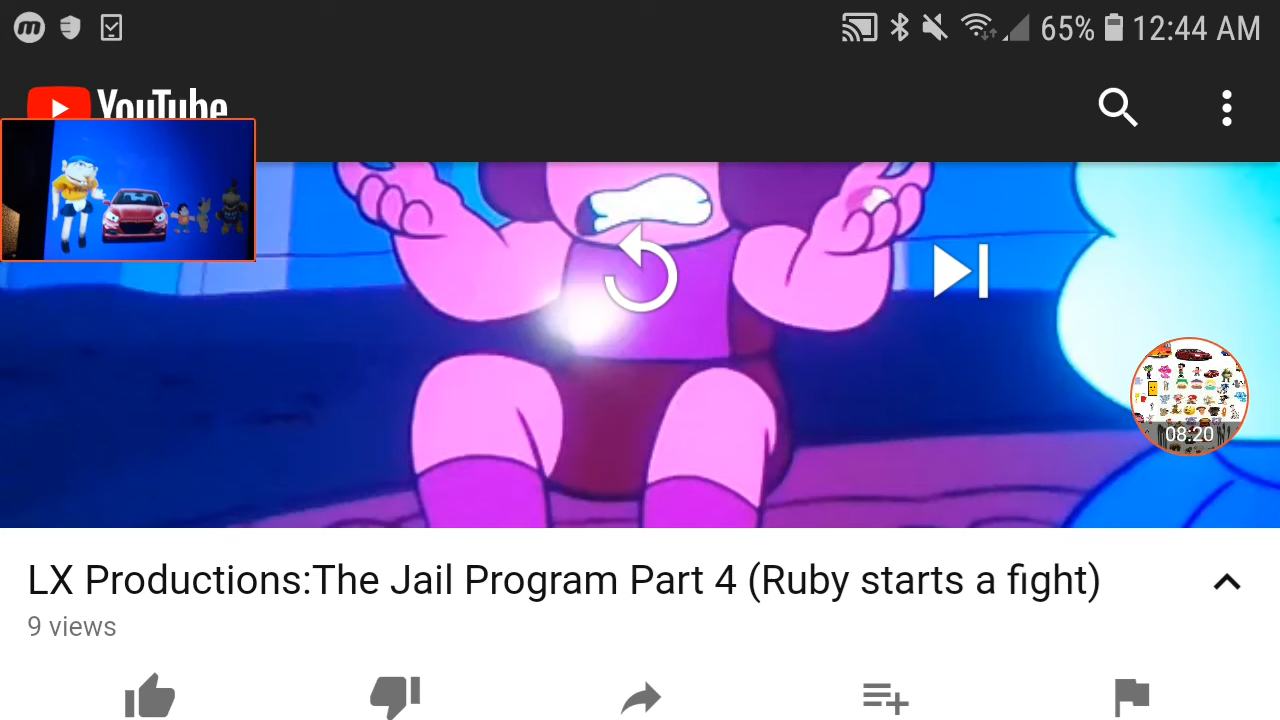 65% 12:44 AM
YouTube
08:20
LX Productions:The Jail Program Part 4 (Ruby starts a fight)
9 views